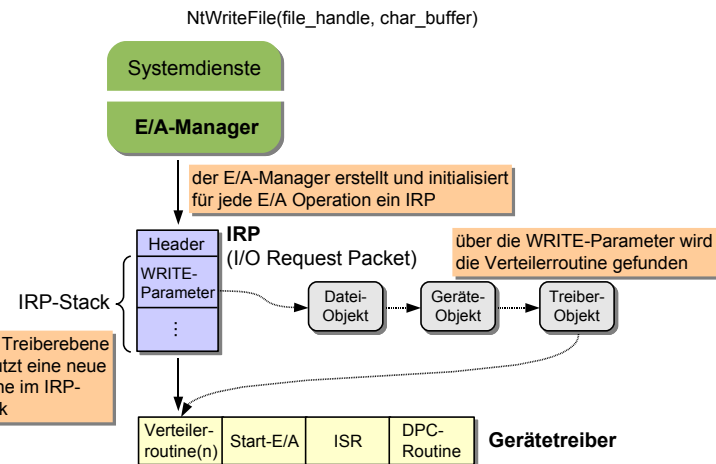 NtWriteFile(file_handle, char_buffer)
Systemdienste
E/A-Manager
der E/A-Manager erstellt und initialisiert
für jede E/A Operation ein IRP
Header
WRITE-
Parameter
⋮
IRP
(I/O Request Packet)
über die WRITE-Parameter wird
die Verteilerroutine gefunden
IRP-Stack
Datei-
Objekt
Geräte-
Objekt
Treiber-
Objekt
Treiberebene
tzt eine neue
ne im IRP-
k
Verteiler-
routine(n)
Start-E/A
ISR
DPC-
Routine
Gerätetreiber